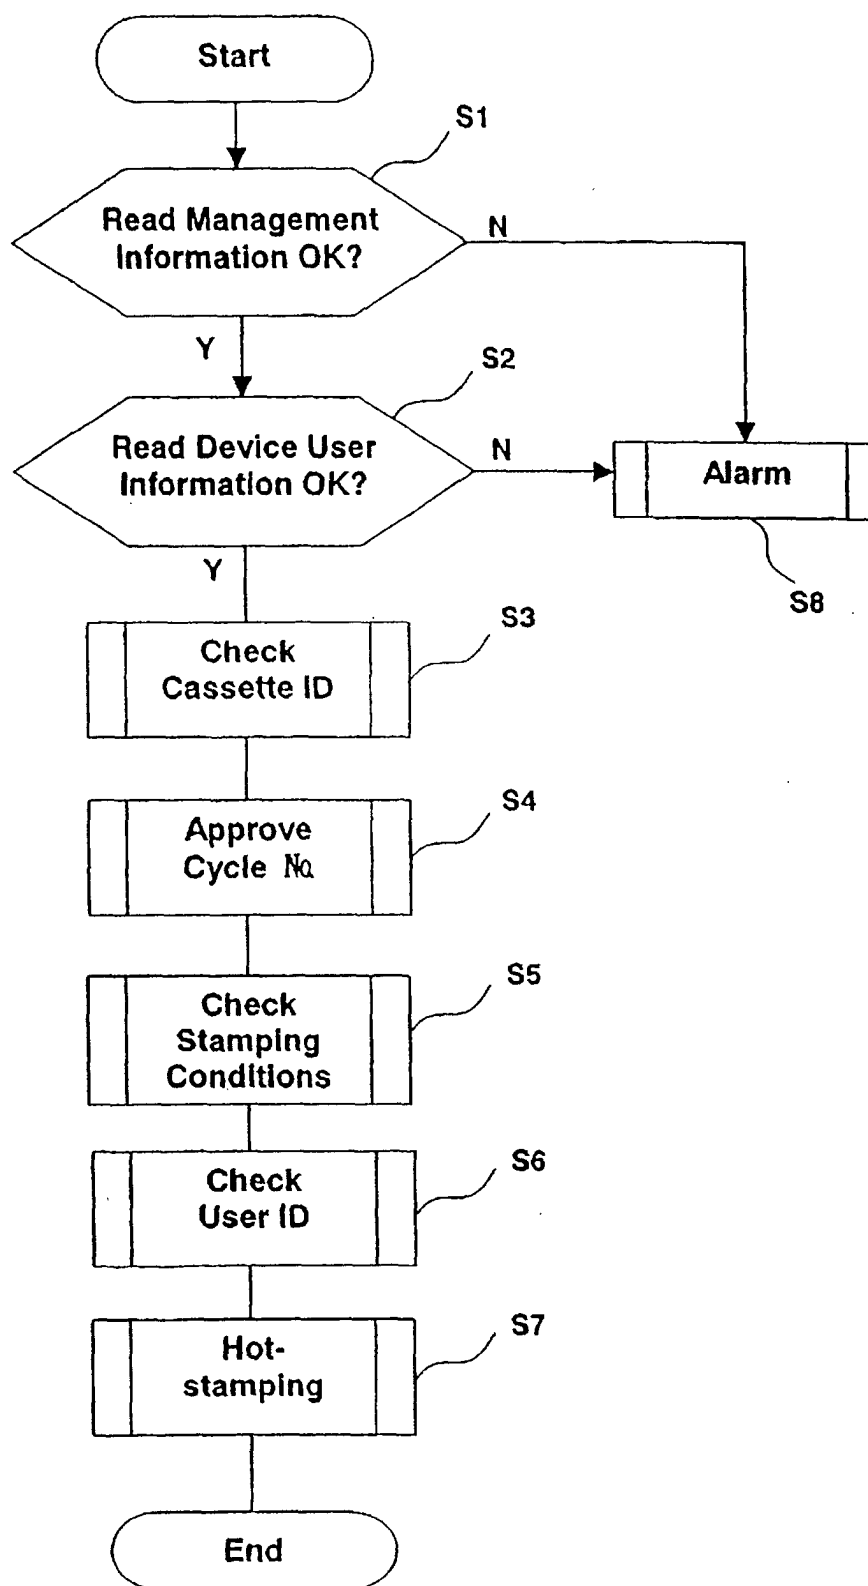 Start
S1
Read Management
Information OK?
N
Y
S2
Read Device User
Information OK?
N
Alarm
S8
Y
S3
Check
Cassette ID
S4
Approve
Cycle №
S5
Check
Stamping
Conditions
S6
Check
User ID
S7
Hot-
stamping
End